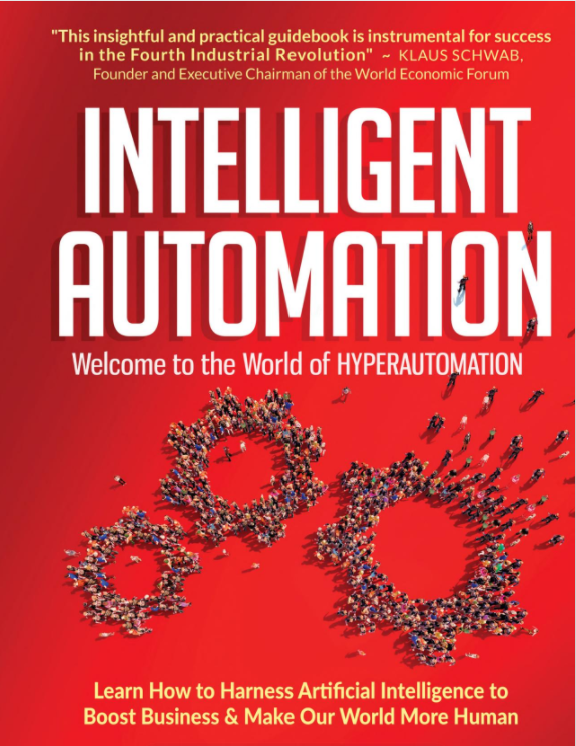 "This insightful and practical guidebook is instrumental for success
in the Fourth Industrial Revolution" ~ KLAUS SCHWAB,
Founder and Executive Chairman of the World Economic Forum
INTELLIGENT
AUTOMATION
Welcome to the World of HYPERAUTOMATION
Learn How to Harness Artificial Intelligence to
Boost Business & Make Our World More Human